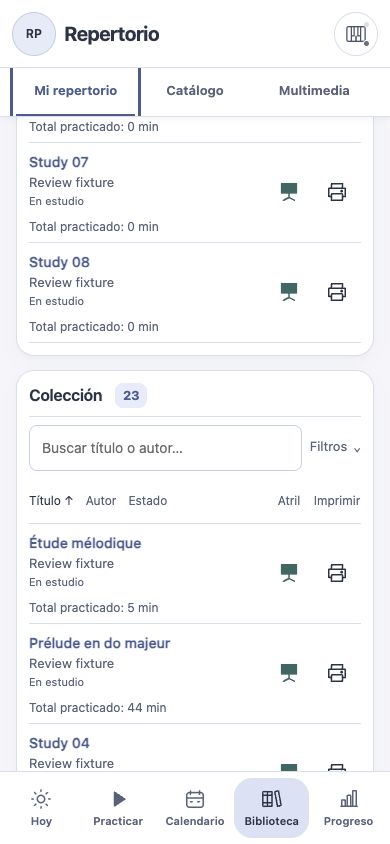 RP Repertorio
Mi repertorio Catálogo Multimedia
Total practicado: 0 min
Study 07
Review fixture
En estudio
Total practicado: 0 min
Study 08
Review fixture
En estudio
Total practicado: 0 min
Colección 23
Buscar título o autor... Filtros
Título ↑ Autor Estado Atril Imprimir
Étude mélodique
Review fixture
En estudio
Total practicado: 5 min
Prélude en do majeur
Review fixture
En estudio
Total practicado: 44 min
Study 04
Review fixture
Hoy Practicar Calendario Biblioteca Progreso